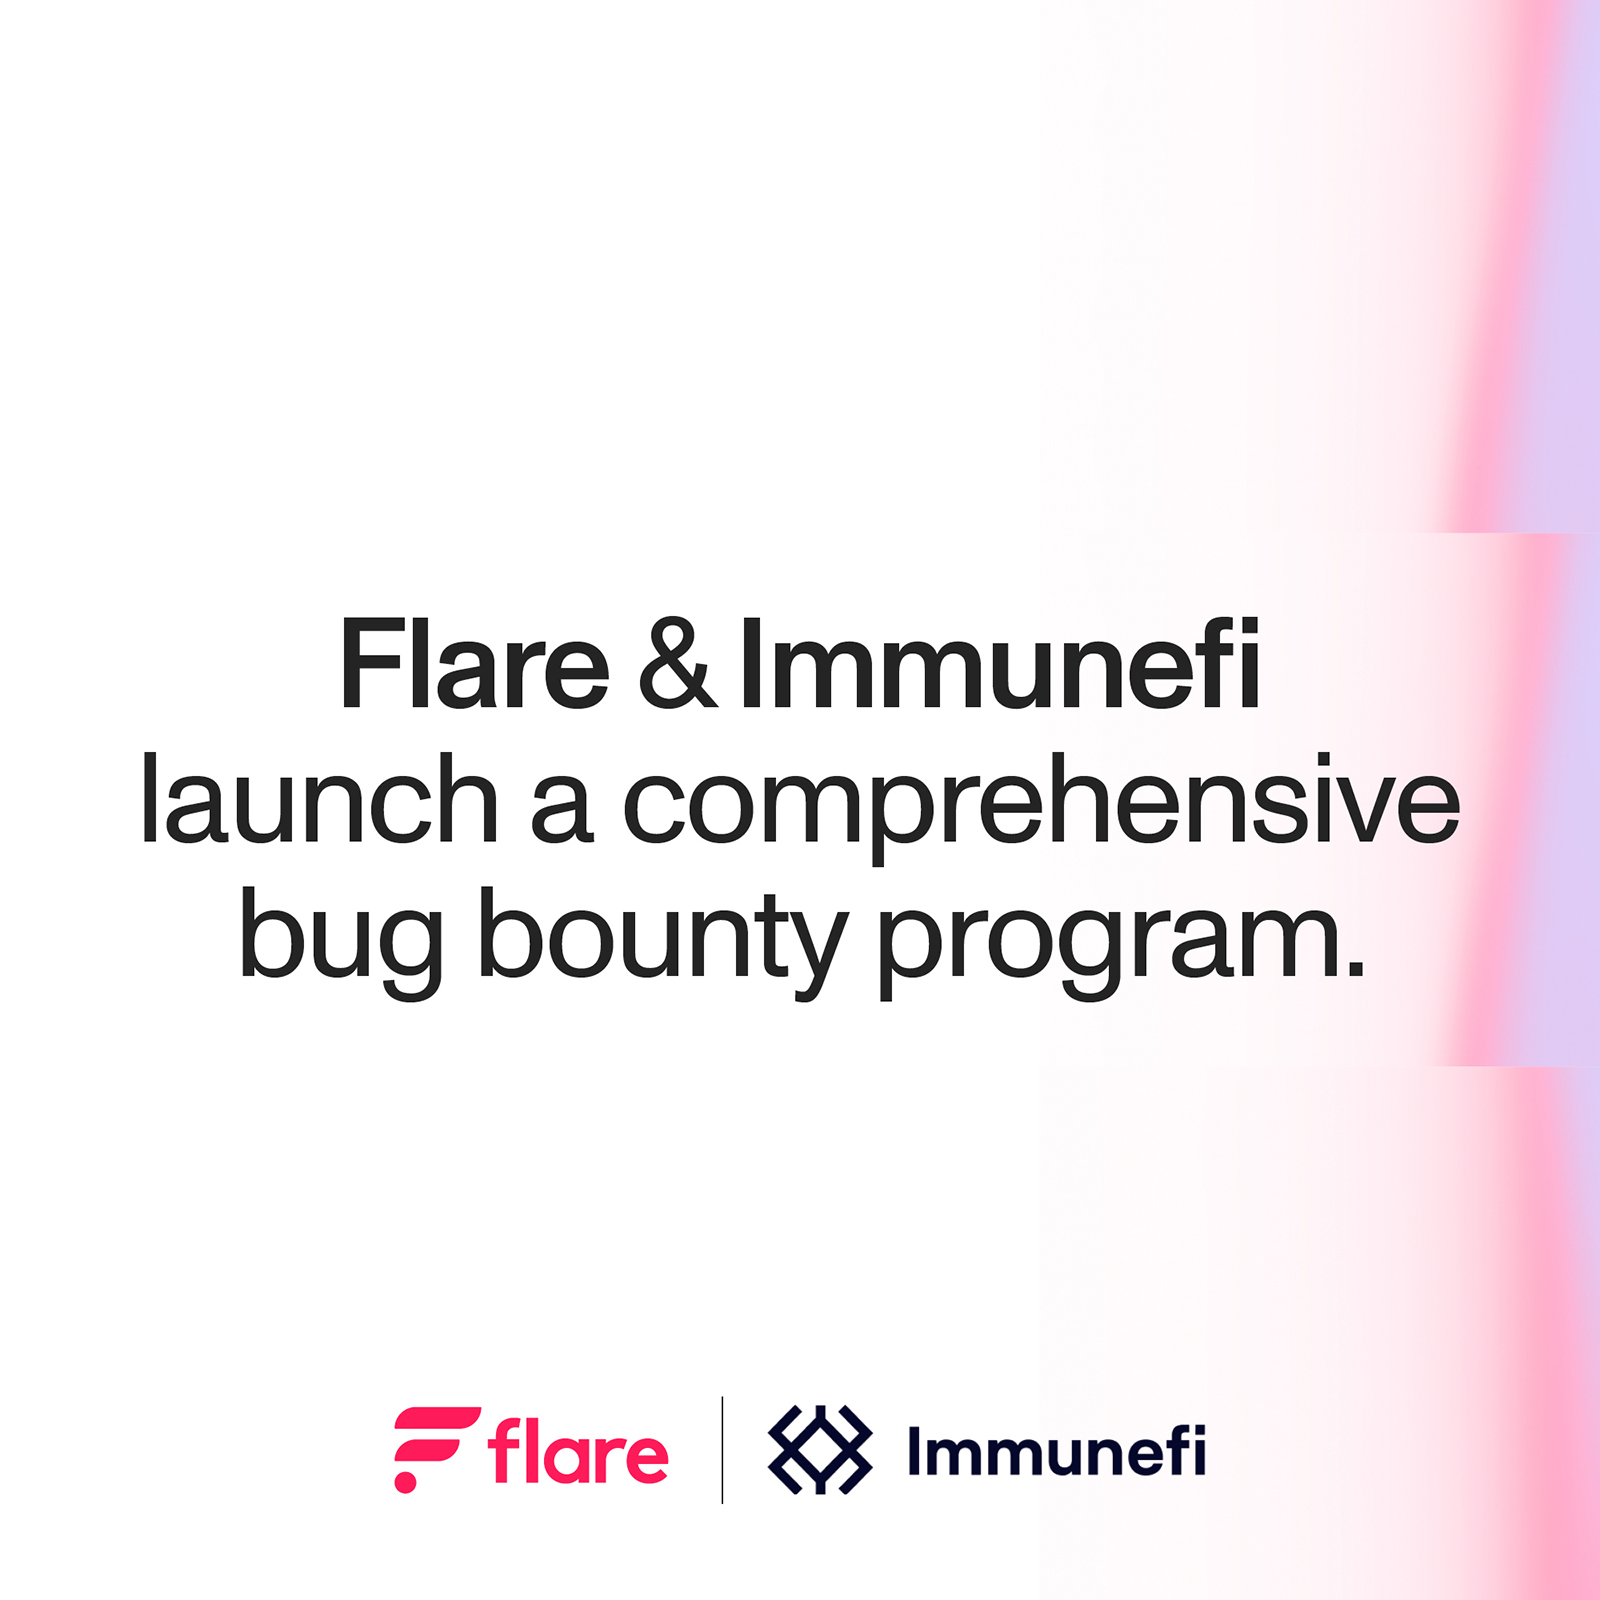 Flare & Immunefi
launch a comprehensive
bug bounty program.
flare
Immunefi